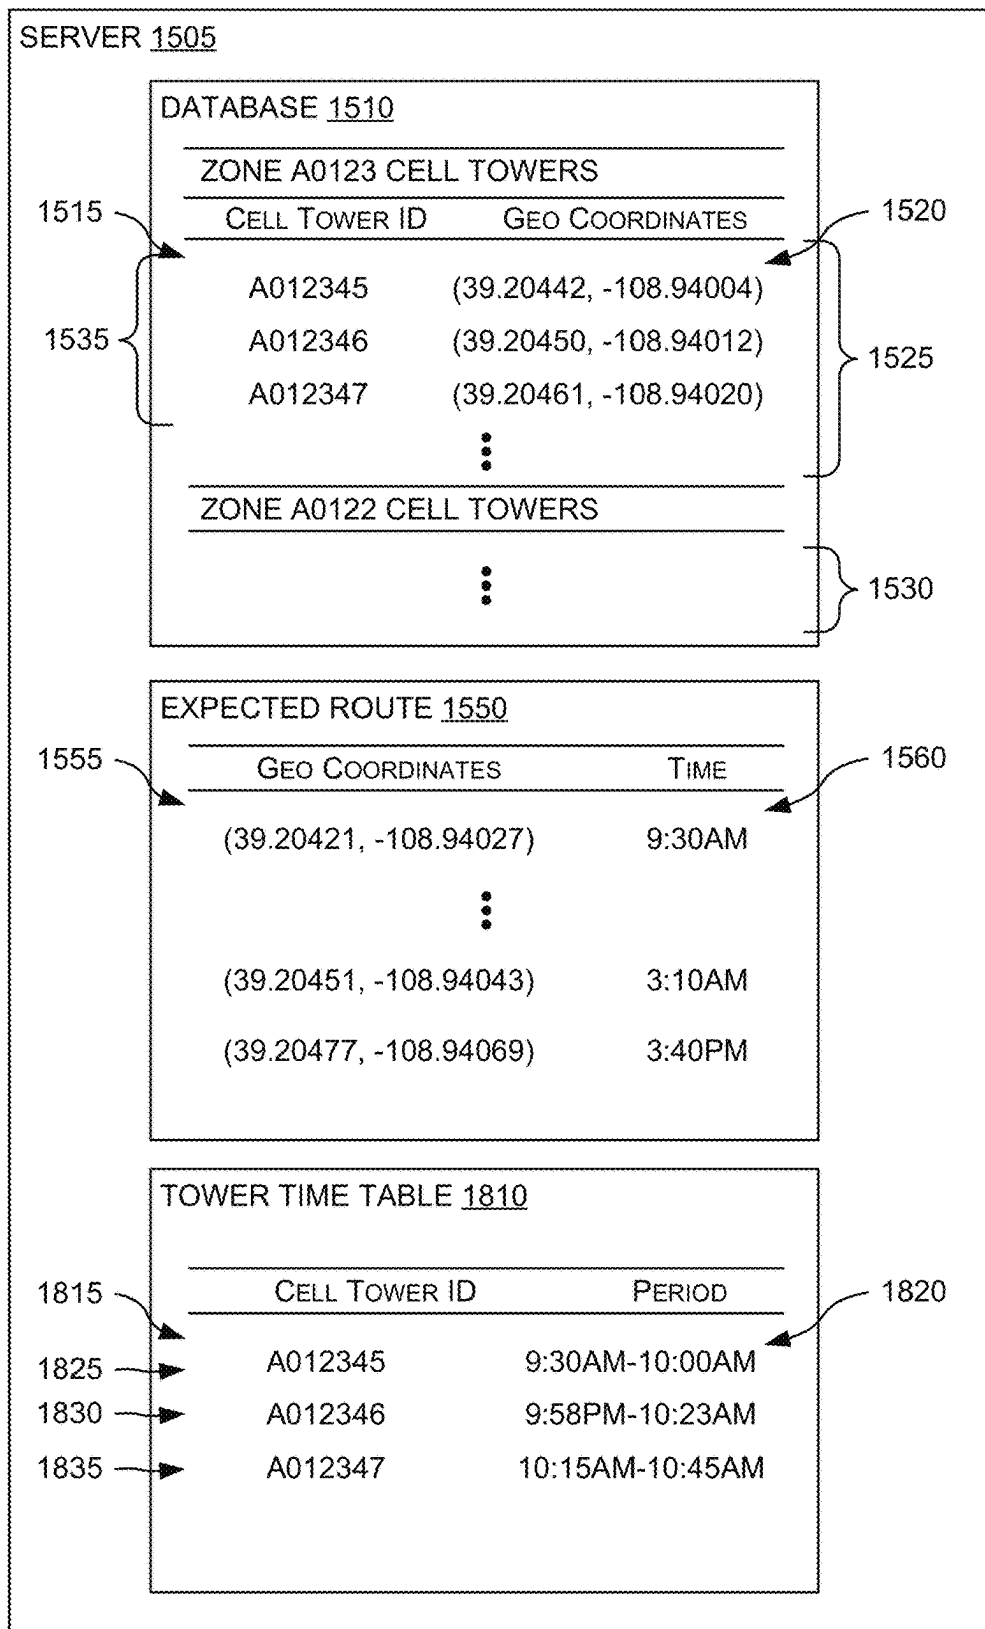 SERVER 1505
DATABASE 1510
ZONE A0123 CELL TOWERS
1515
CELL TOWER ID GEO COORDINATES
1520
A012345 (39.20442, -108.94004)
1535
A012346 (39.20450, -108.94012)
1525
A012347 (39.20461, -108.94020)
ZONE A0122 CELL TOWERS
1530
EXPECTED ROUTE 1550
1555
GEO COORDINATES TIME
1560
(39.20421, -108.94027) 9:30AM
(39.20451, -108.94043) 3:10AM
(39.20477, -108.94069) 3:40PM
TOWER TIME TABLE 1810
1815
CELL TOWER ID PERIOD
1820
1825
A012345 9:30AM-10:00AM
1830
A012346 9:58PM-10:23AM
1835
A012347 10:15AM-10:45AM